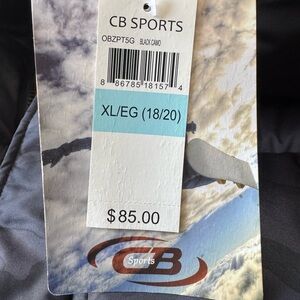 CB SPORTS
OBZPT5G BLACK CAMO
8 86785 18157 4
XL/EG (18/20)
$85.00
CB
Sports